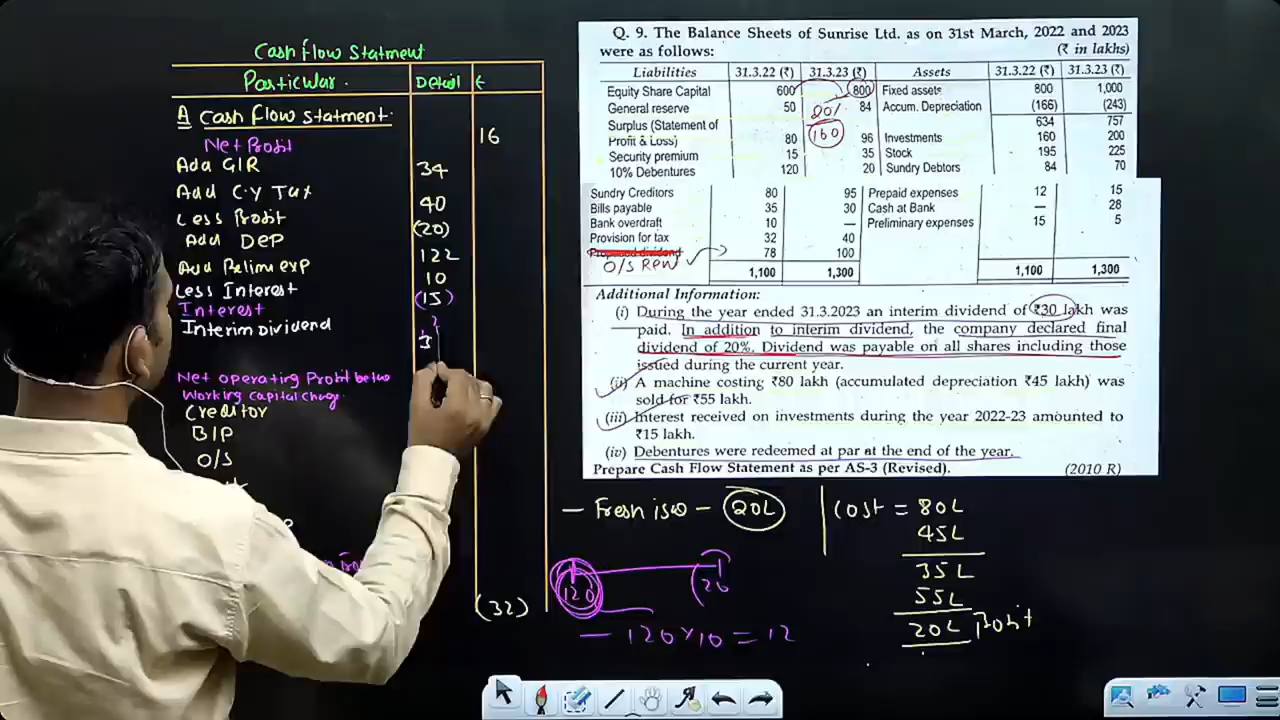 Cash flow Statment
Particular. Detail ₹
A Cash flow Statment.
Net Profit 16
Add G/R 34
Add C.Y Tax 40
Less Profit (20)
Add DEP 122
Add Relim exp 10
Less Interest (15)
Interest
Interim Dividend 3
Net operating Profit before
Working capital change.
Creditor
B/P
O/S
(32)
Q. 9. The Balance Sheets of Sunrise Ltd. as on 31st March, 2022 and 2023
were as follows: (₹ in lakhs)
Liabilities 31.3.22 (₹) 31.3.23 (₹) Assets 31.3.22 (₹) 31.3.23 (₹)
Equity Share Capital 600 800 Fixed assets 800 1,000
General reserve 50 84 Accum. Depreciation (166) (243)
Surplus (Statement of 634 757
Profit & Loss) 80 96 Investments 160 200
Security premium 15 35 Stock 195 225
10% Debentures 120 20 Sundry Debtors 84 70
20%
160
Sundry Creditors 80 95 Prepaid expenses 12 15
Bills payable 35 30 Cash at Bank — 28
Bank overdraft 10 — Preliminary expenses 15 5
Provision for tax 32 40
78 100
O/S Rent
1,100 1,300 1,100 1,300
Additional Information:
(i) During the year ended 31.3.2023 an interim dividend of ₹30 lakh was
paid. In addition to interim dividend, the company declared final
dividend of 20%. Dividend was payable on all shares including those
issued during the current year.
(ii) A machine costing ₹80 lakh (accumulated depreciation ₹45 lakh) was
sold for ₹55 lakh.
(iii) Interest received on investments during the year 2022-23 amounted to
₹15 lakh.
(iv) Debentures were redeemed at par at the end of the year.
Prepare Cash Flow Statement as per AS-3 (Revised). (2010 R)
— Fresh isso — 20L
120 20
— 120×10 = 12
Cost = 80L
45L
35L
55L
20L Profit